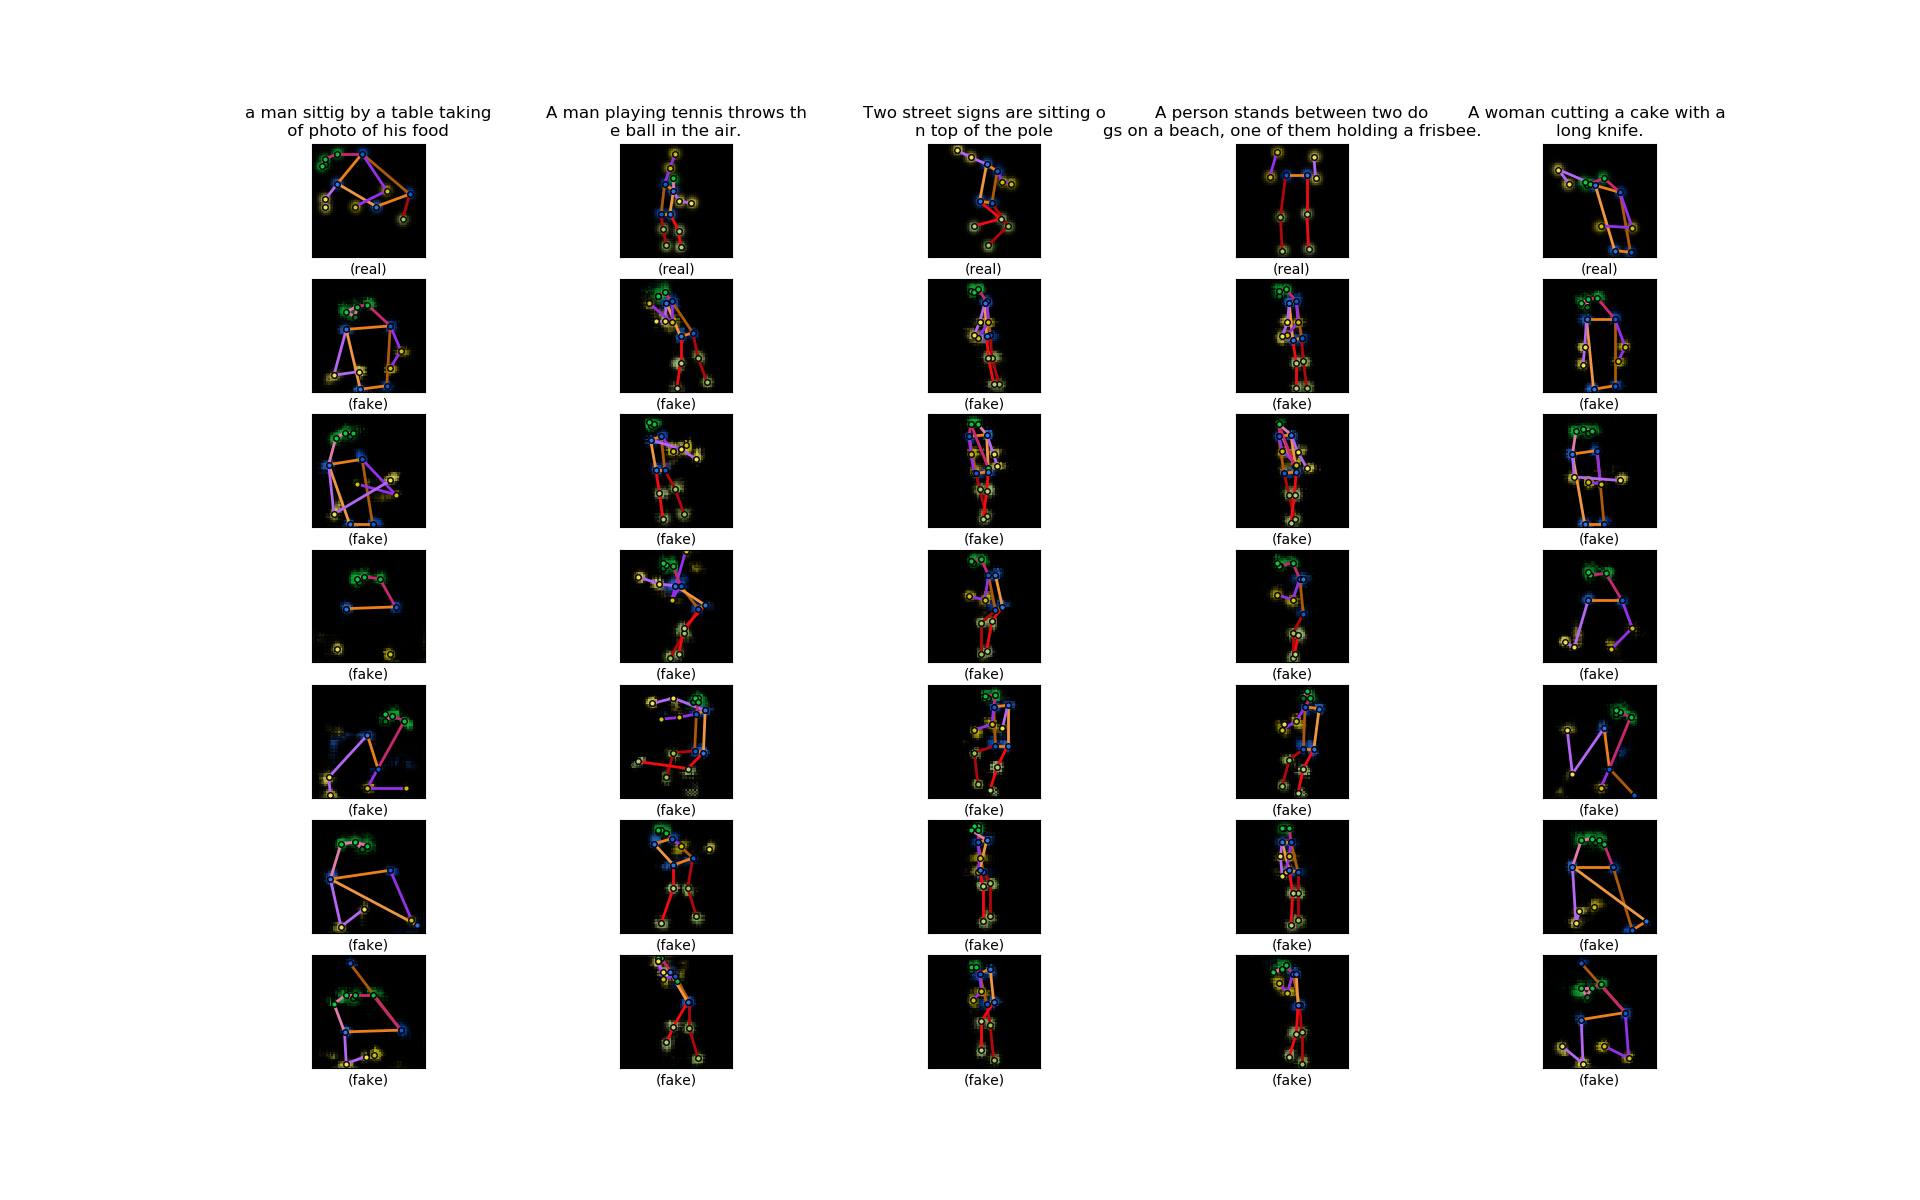 a man sittig by a table taking
of photo of his food
A man playing tennis throws th
e ball in the air.
Two street signs are sitting o
n top of the pole
A person stands between two do
gs on a beach, one of them holding a frisbee.
A woman cutting a cake with a
long knife.
(real) (real) (real) (real) (real)
(fake) (fake) (fake) (fake) (fake)
(fake) (fake) (fake) (fake) (fake)
(fake) (fake) (fake) (fake) (fake)
(fake) (fake) (fake) (fake) (fake)
(fake) (fake) (fake) (fake) (fake)
(fake) (fake) (fake) (fake) (fake)